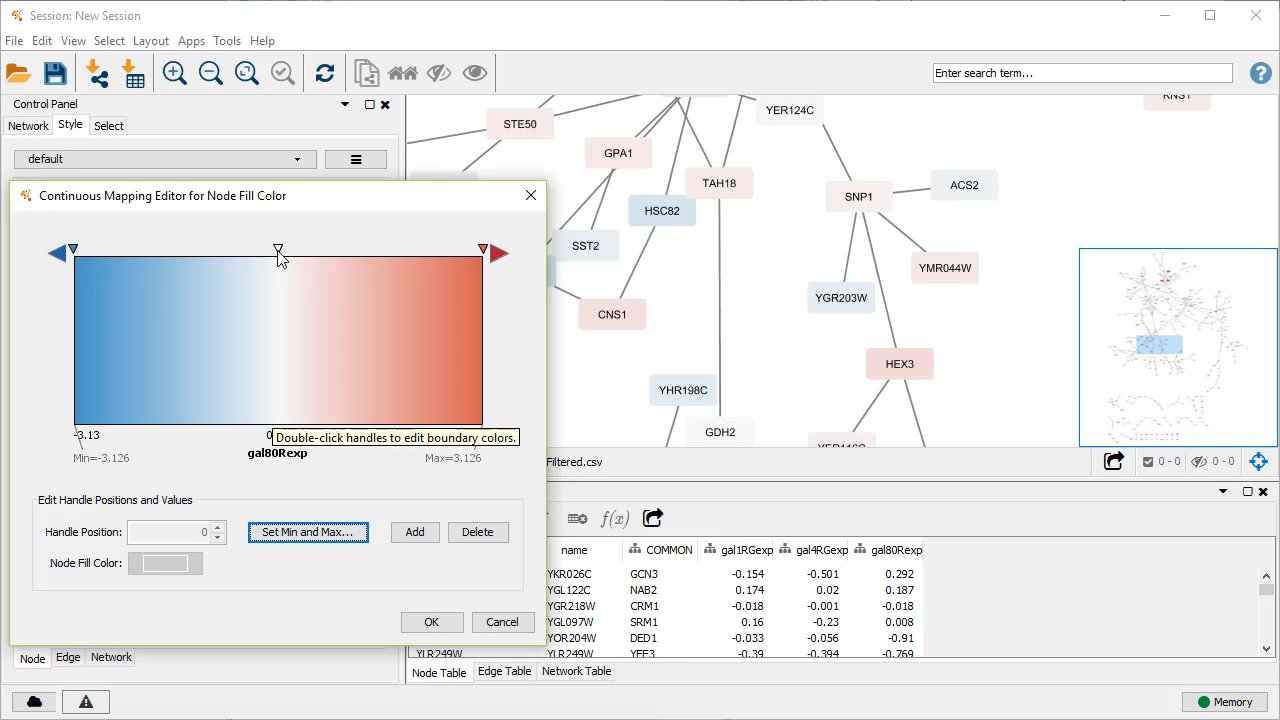 Session: New Session
File Edit View Select Layout Apps Tools Help
Enter search term...
Control Panel
Network Style Select
default
Continuous Mapping Editor for Node Fill Color
-3.13
Double-click handles to edit boundary colors.
Min=-3.126
gal80Rexp
Max=3.126
Edit Handle Positions and Values
Handle Position: 0 Set Min and Max... Add Delete
Node Fill Color:
OK Cancel
Node Edge Network
YER124C
STE50
GPA1
TAH18
ACS2
SNP1
HSC82
SST2
YMR044W
YGR203W
CNS1
HEX3
YHR198C
GDH2
Filtered.csv
0 - 0 0 - 0
f(x)
name COMMON gal1RGexp gal4RGexp gal80Rexp
YKR026C GCN3 -0.154 -0.501 0.292
YGL122C NAB2 0.174 0.02 0.187
YGR218W CRM1 -0.018 -0.001 -0.018
YGL097W SRM1 0.16 -0.23 0.008
YOR204W DED1 -0.033 -0.056 -0.91
YLR249W YLR249W YEF3 -0.39 -0.394 -0.769
Node Table Edge Table Network Table
Memory